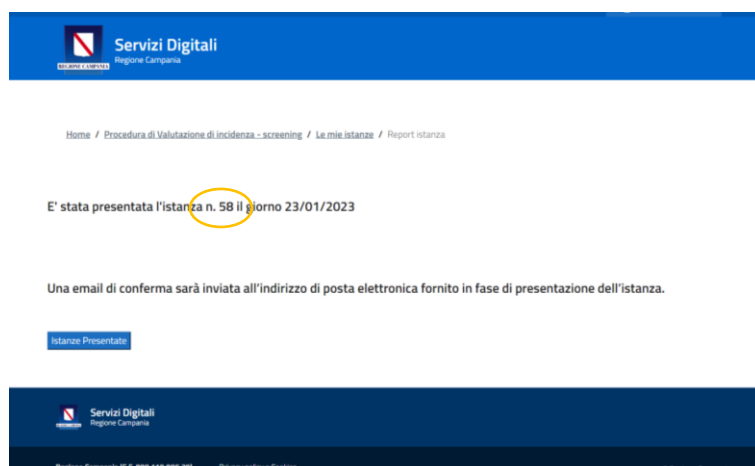 Servizi Digitali
Regione Campania
REGIONE CAMPANIA
Home / Procedura di Valutazione di incidenza - screening / Le mie istanze / Report istanza
E' stata presentata l'istanza n. 58 il giorno 23/01/2023
Una email di conferma sarà inviata all'indirizzo di posta elettronica fornito in fase di presentazione dell'istanza.
Istanze Presentate
Servizi Digitali
Regione Campania